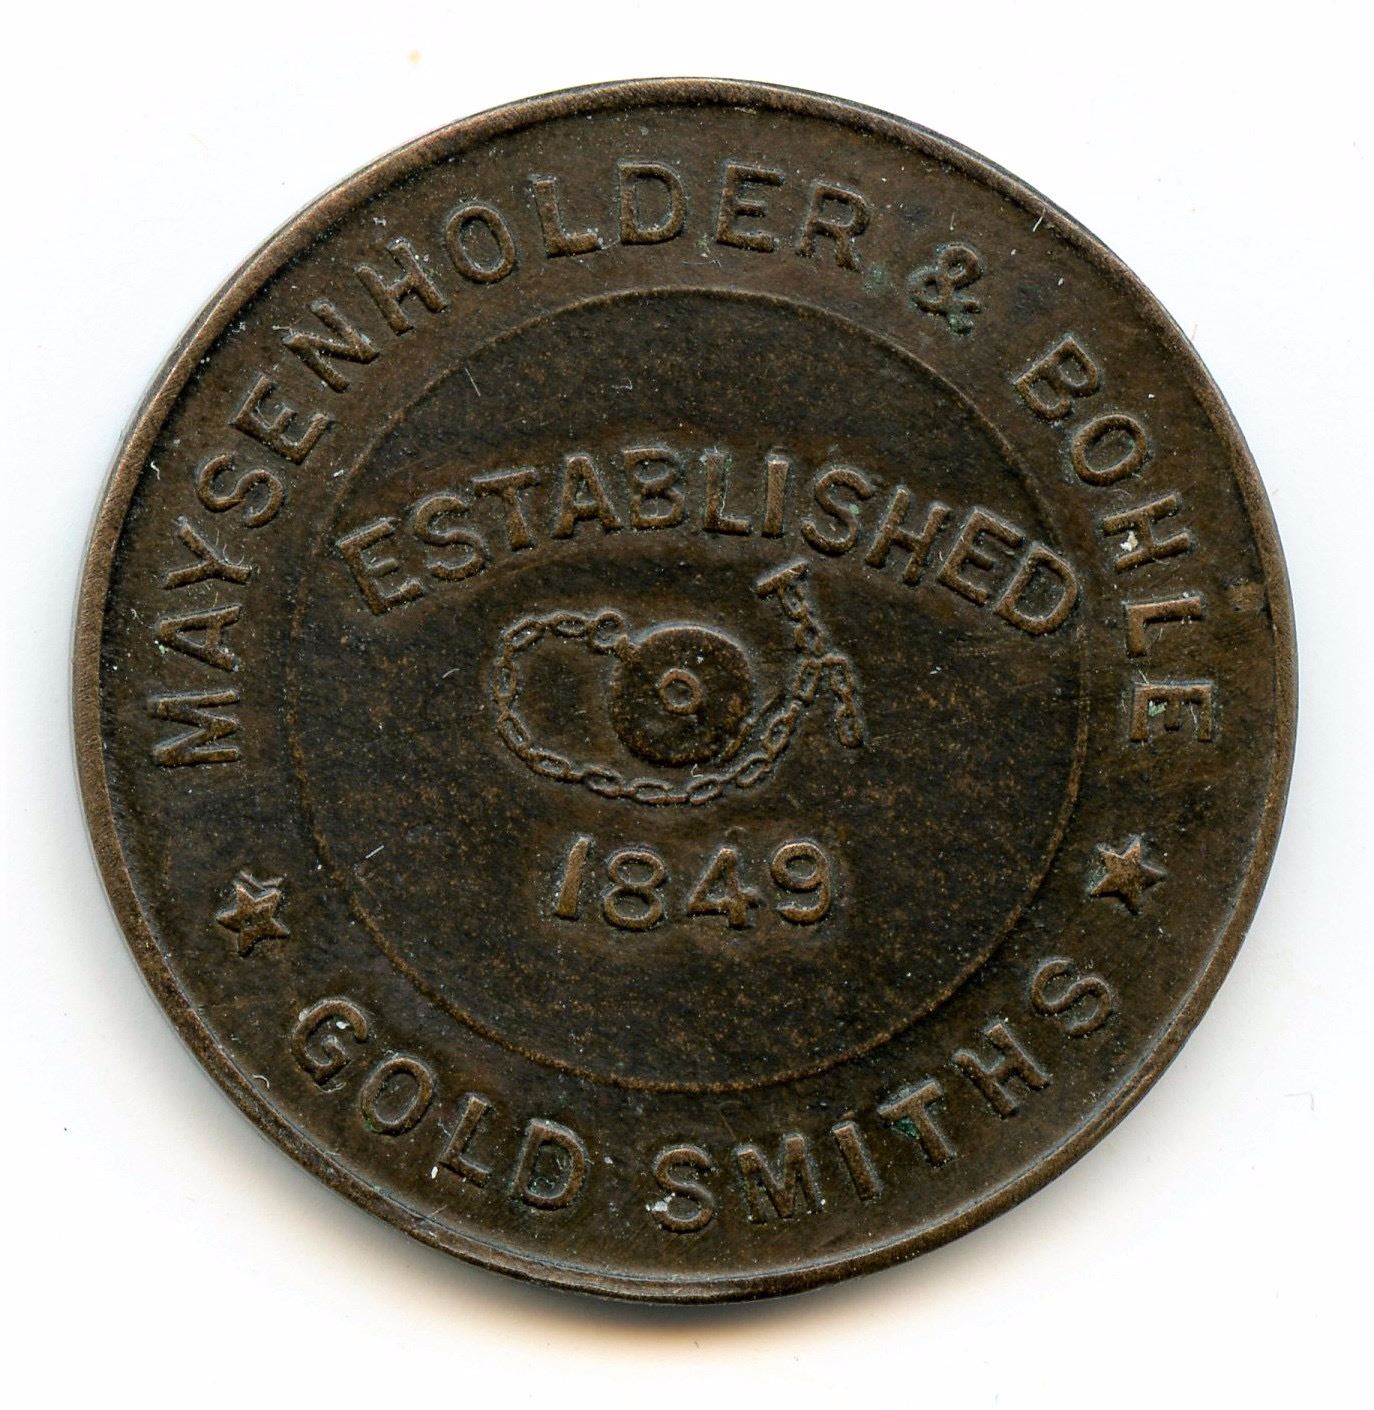 MAYSENHOLDER & BOHLE
ESTABLISHED
1849
GOLD SMITHS